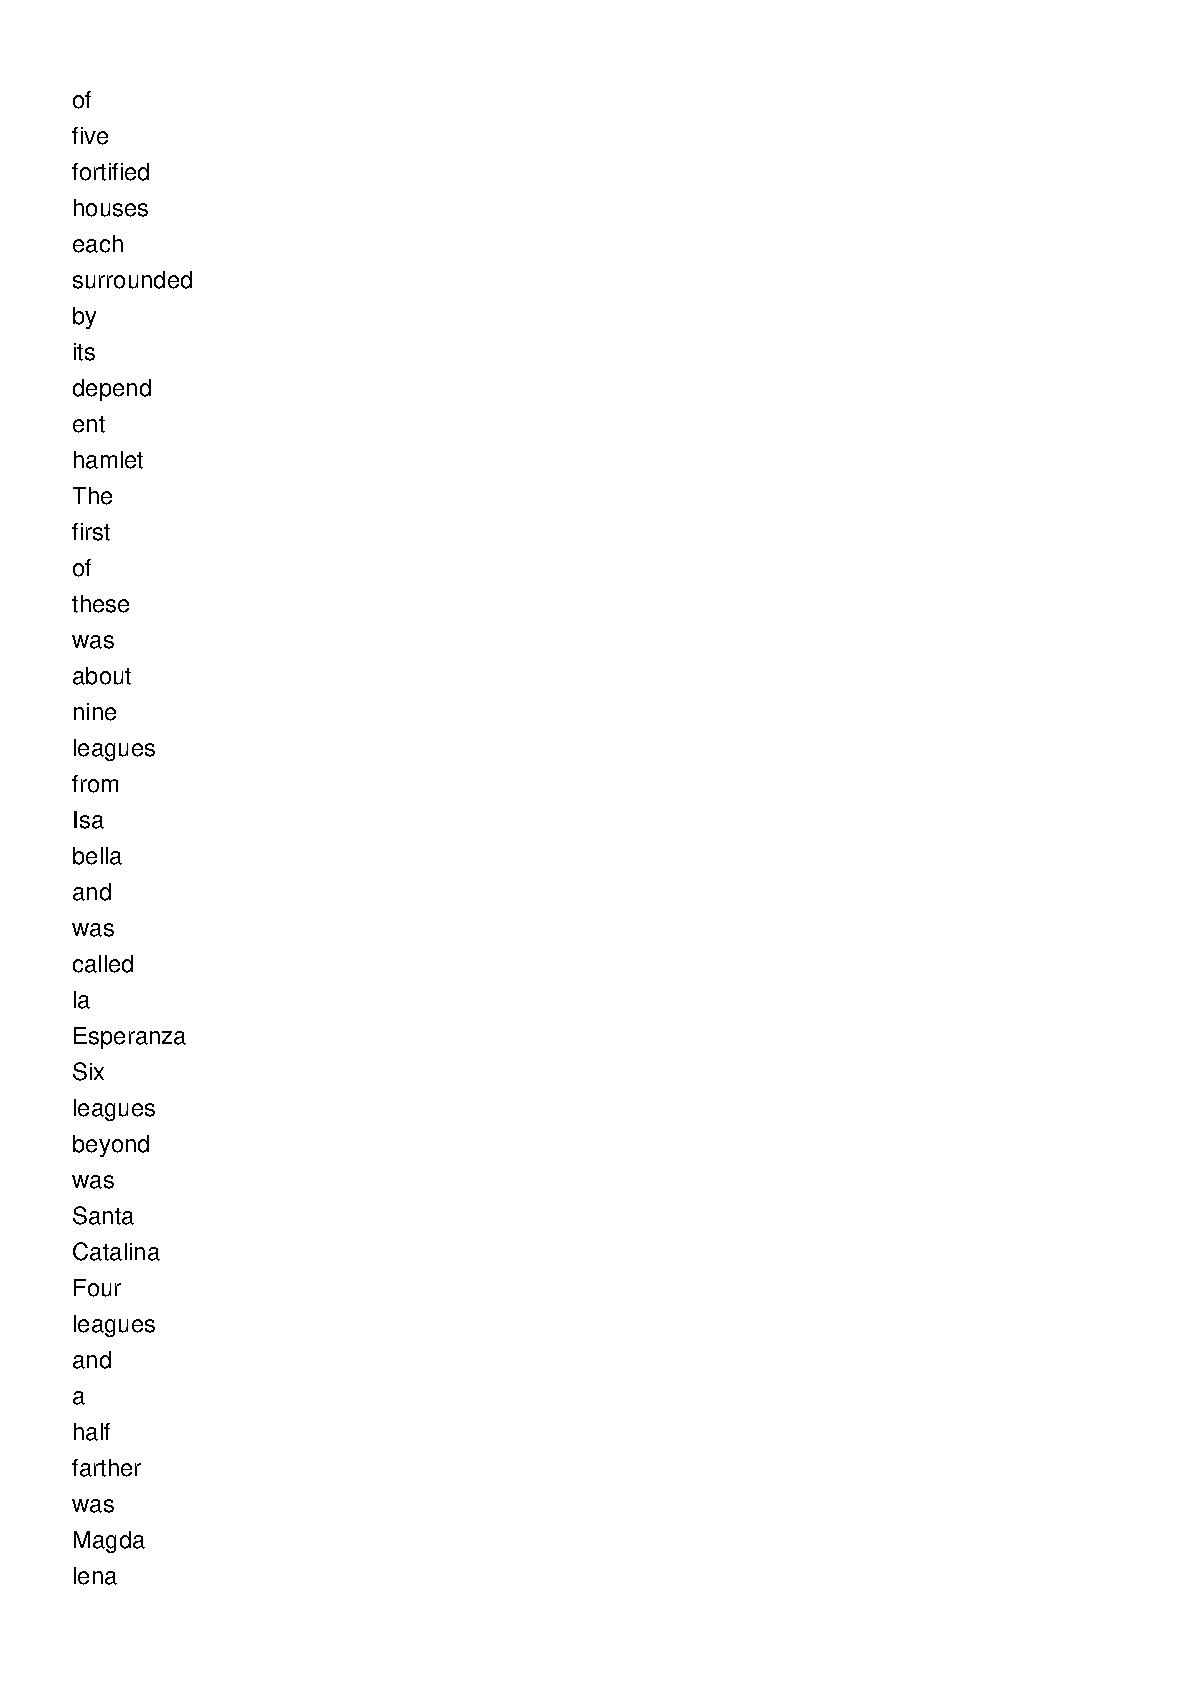 of
five
fortified
houses
each
surrounded
by
its
depend
ent
hamlet
The
first
of
these
was
about
nine
leagues
from
Isa
bella
and
was
called
la
Esperanza
Six
leagues
beyond
was
Santa
Catalina
Four
leagues
and
a
half
farther
was
Magda
lena